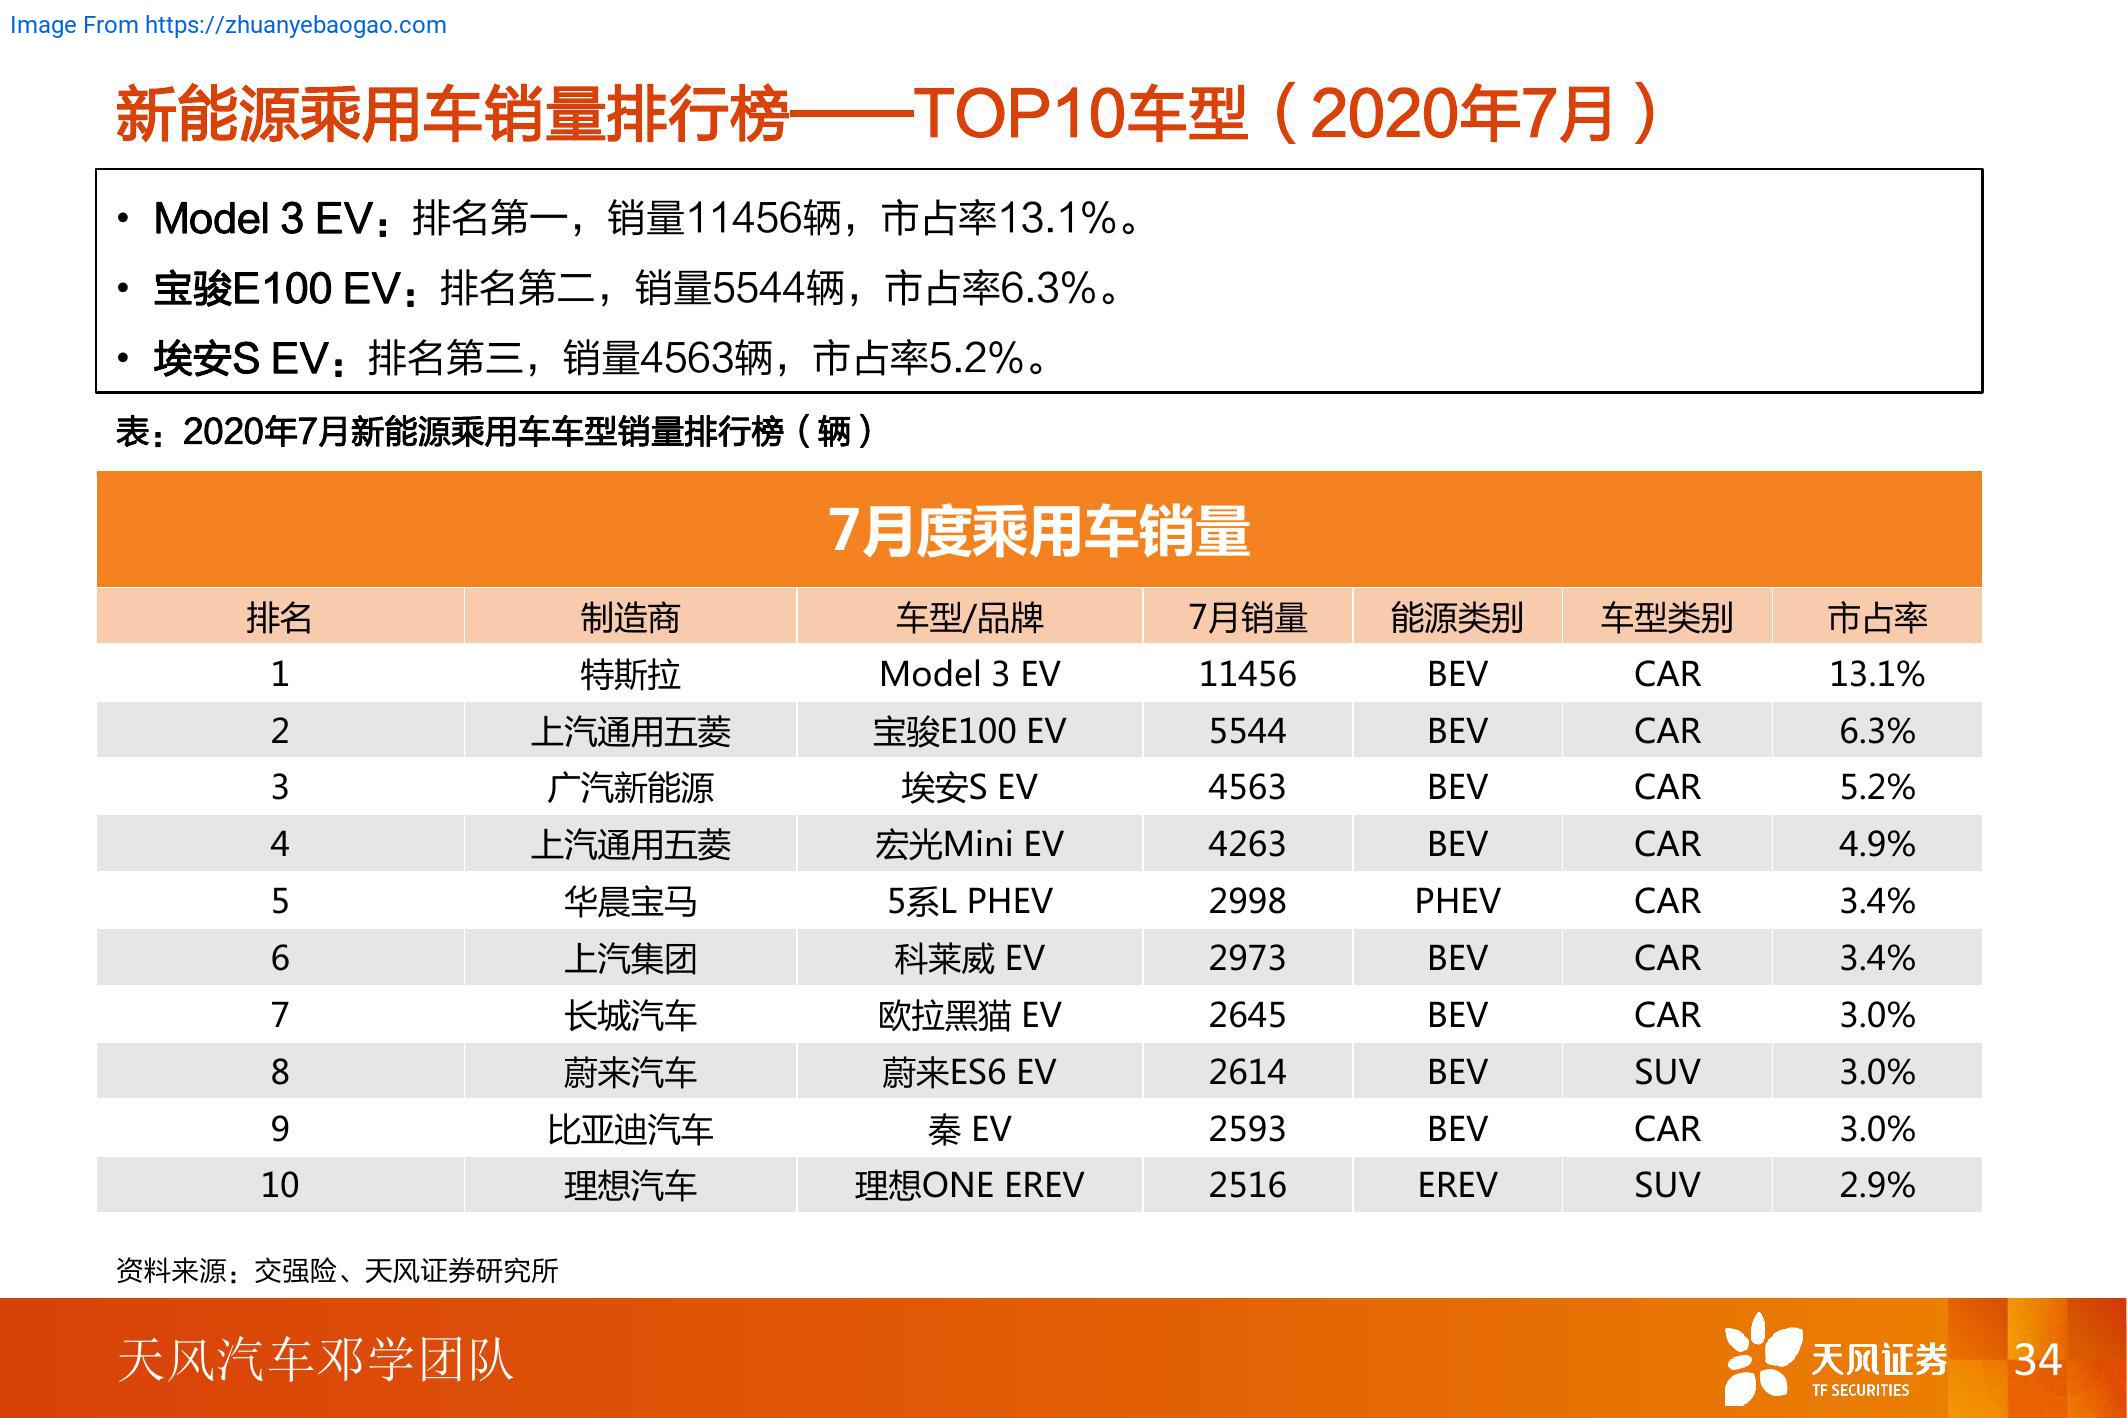 Image From https://zhuanyebaogao.com
新能源乘用车销量排行榜——TOP10车型（2020年7月）
• Model 3 EV：排名第一，销量11456辆，市占率13.1%。
• 宝骏E100 EV：排名第二，销量5544辆，市占率6.3%。
• 埃安S EV：排名第三，销量4563辆，市占率5.2%。
表：2020年7月新能源乘用车车型销量排行榜（辆）
7月度乘用车销量
排名 制造商 车型/品牌 7月销量 能源类别 车型类别 市占率
1 特斯拉 Model 3 EV 11456 BEV CAR 13.1%
2 上汽通用五菱 宝骏E100 EV 5544 BEV CAR 6.3%
3 广汽新能源 埃安S EV 4563 BEV CAR 5.2%
4 上汽通用五菱 宏光Mini EV 4263 BEV CAR 4.9%
5 华晨宝马 5系L PHEV 2998 PHEV CAR 3.4%
6 上汽集团 科莱威 EV 2973 BEV CAR 3.4%
7 长城汽车 欧拉黑猫 EV 2645 BEV CAR 3.0%
8 蔚来汽车 蔚来ES6 EV 2614 BEV SUV 3.0%
9 比亚迪汽车 秦 EV 2593 BEV CAR 3.0%
10 理想汽车 理想ONE EREV 2516 EREV SUV 2.9%
资料来源：交强险、天风证券研究所
天风汽车邓学团队
天风证券
TF SECURITIES
34